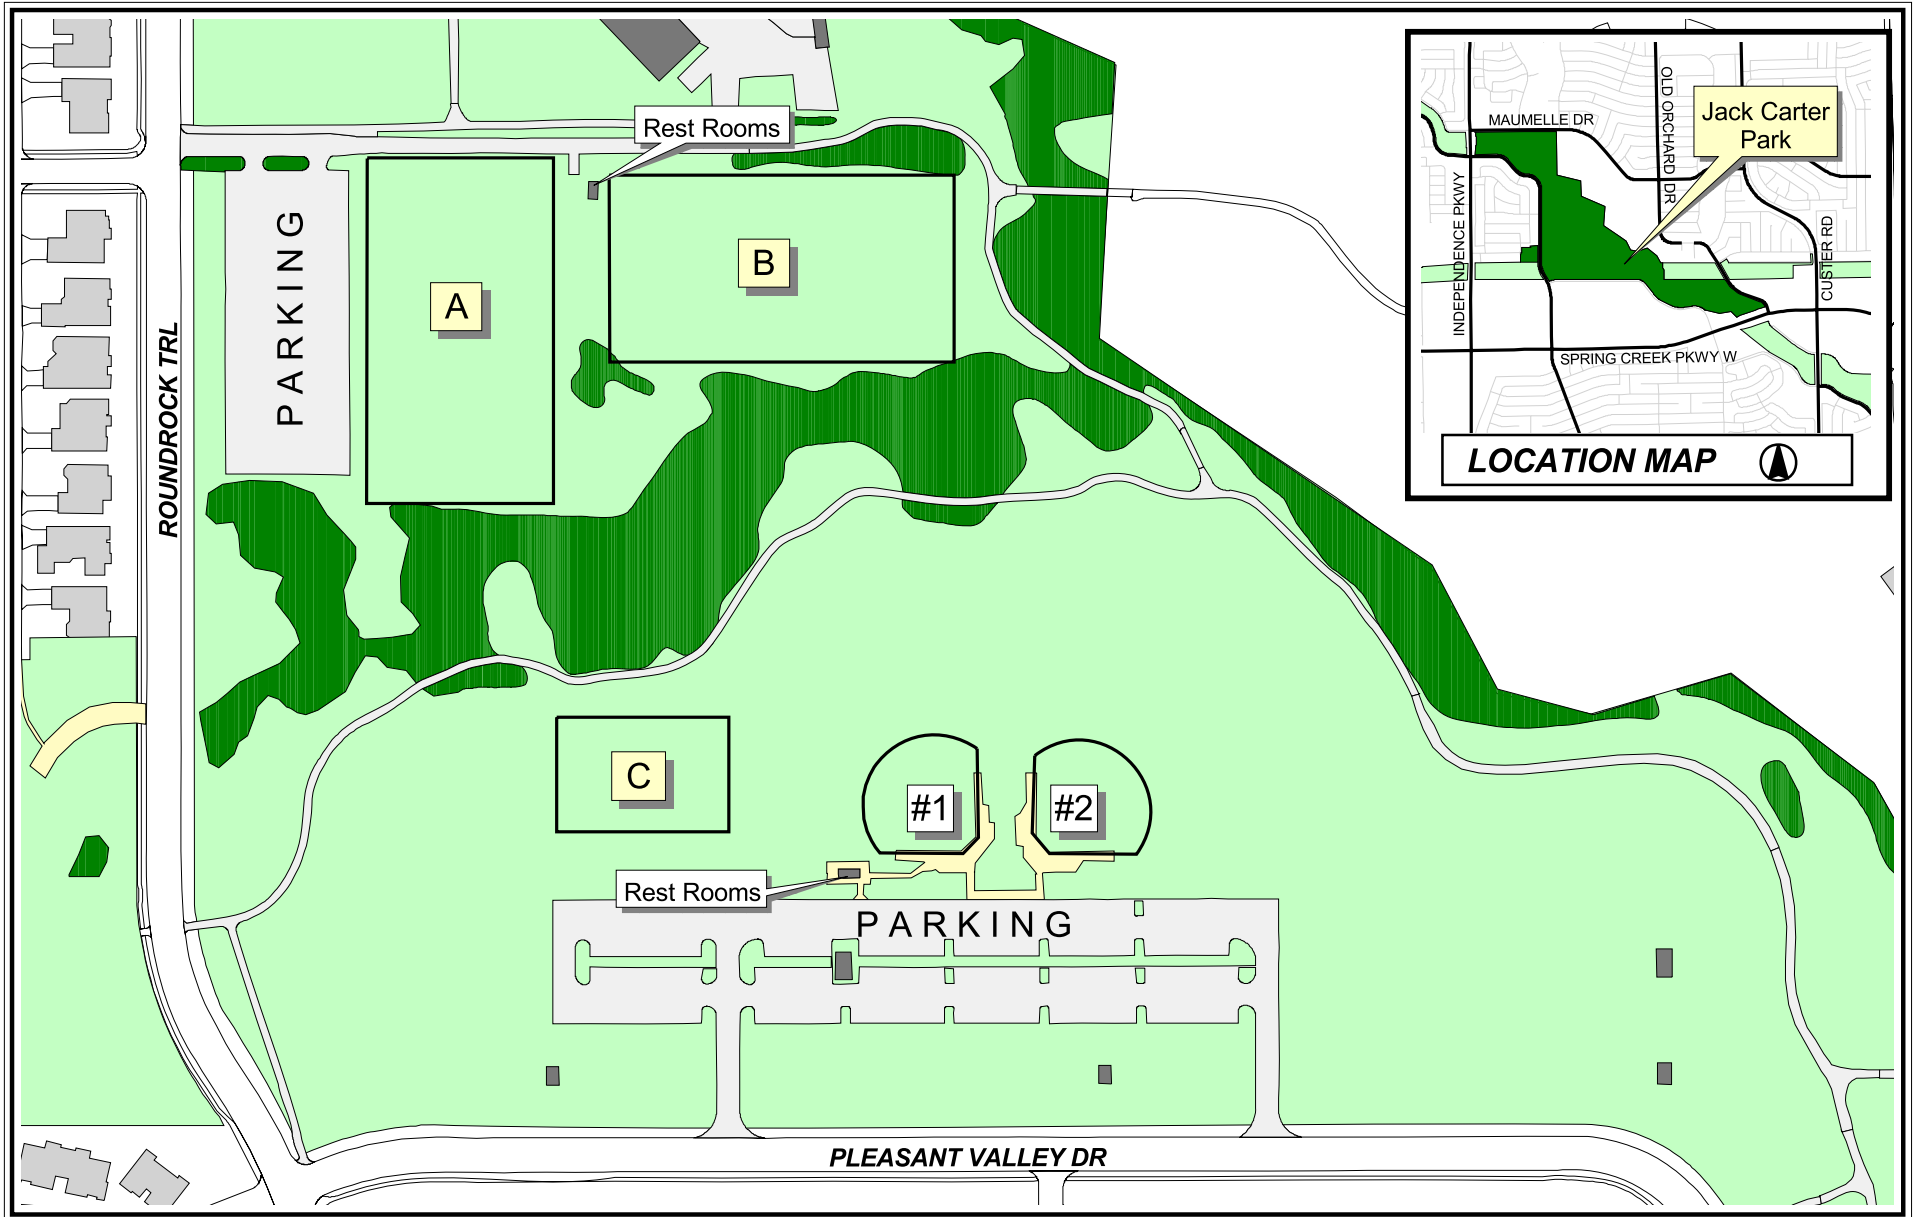 Rest Rooms
PARKING
A
B
ROUNDROCK TRL
C
#1
#2
Rest Rooms
PARKING
PLEASANT VALLEY DR
Jack Carter
Park
MAUMELLE DR
OLD ORCHARD DR
INDEPENDENCE PKWY
CUSTER RD
SPRING CREEK PKWY W
LOCATION MAP